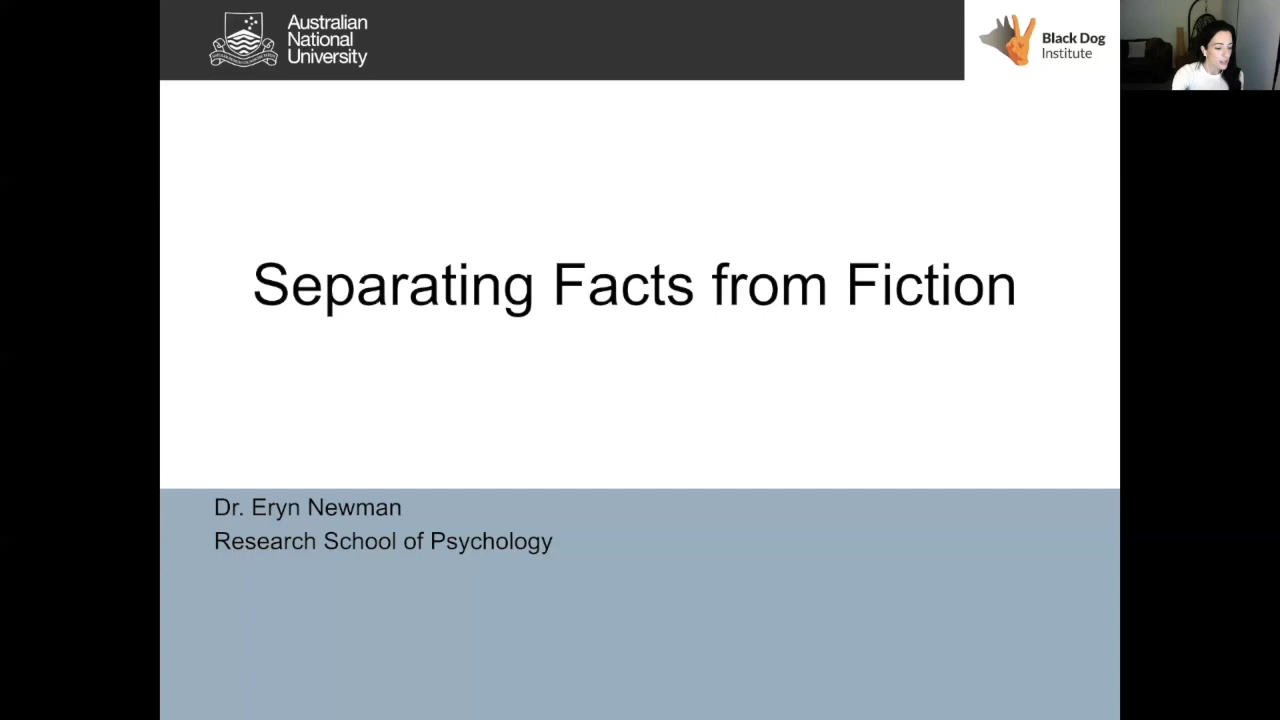 Australian
National
University
Black Dog
Institute
Separating Facts from Fiction
Dr. Eryn Newman
Research School of Psychology